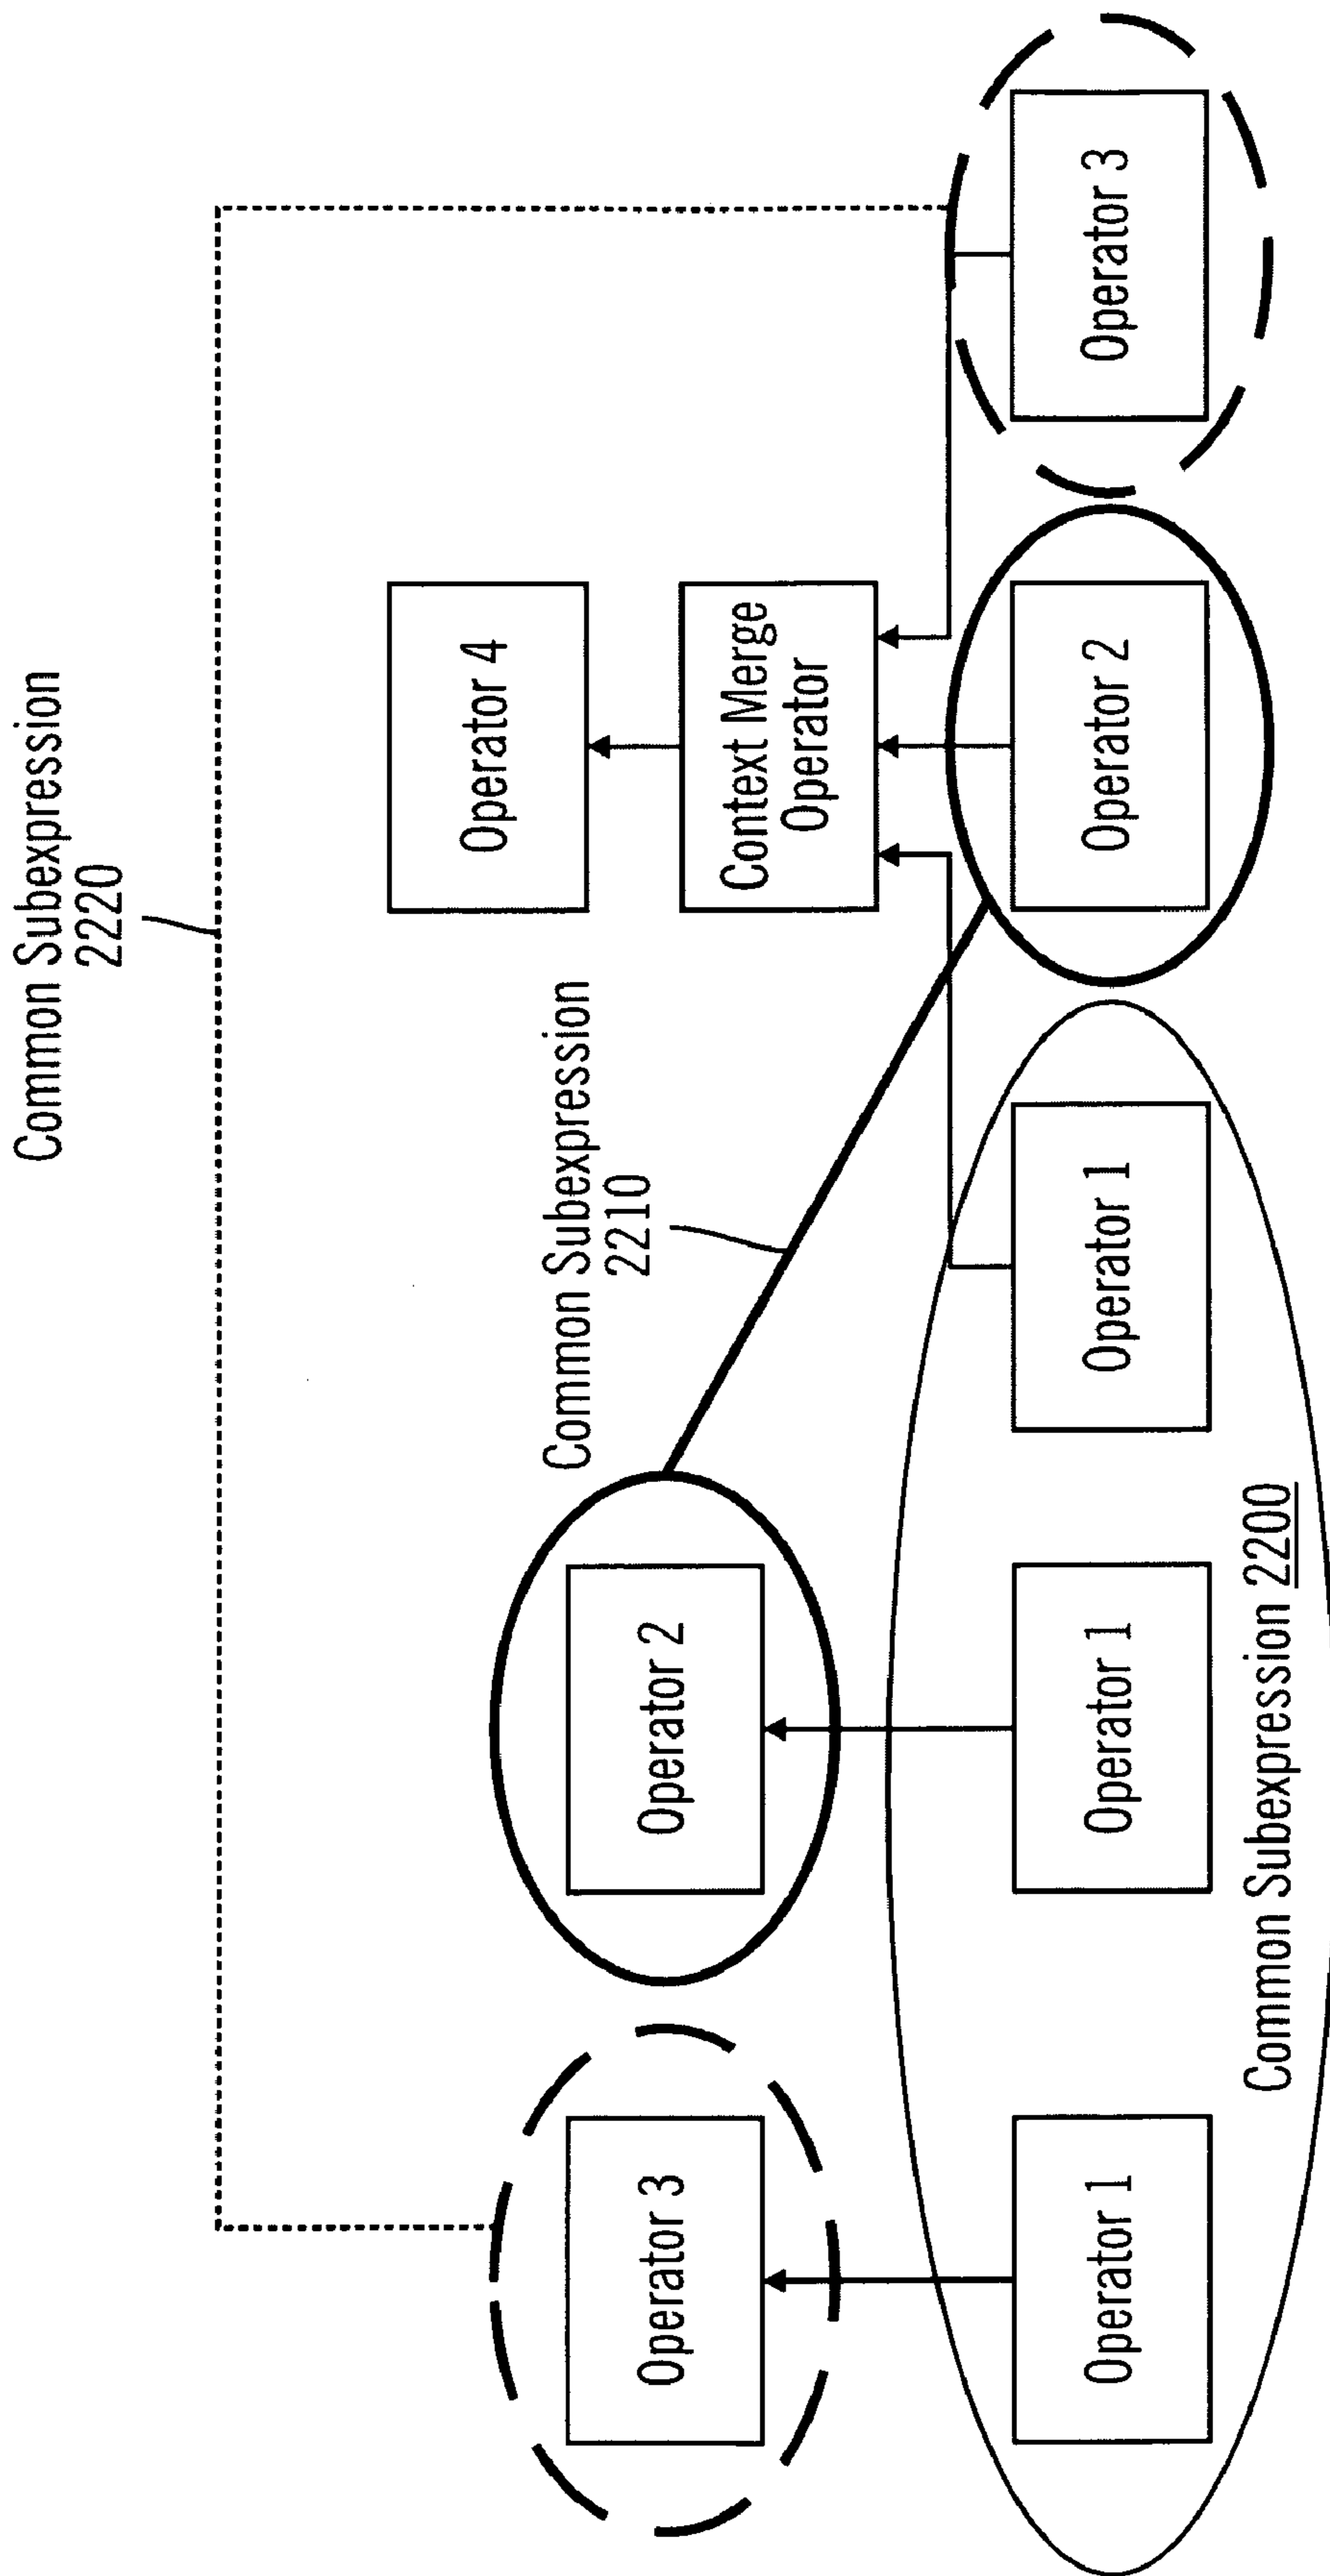 Common Subexpression
2220
Operator 4
Common Subexpression
2210
Operator 3
Operator 2
Context Merge
Operator
Operator 1
Operator 1
Operator 1
Operator 2
Operator 3
Common Subexpression 2200